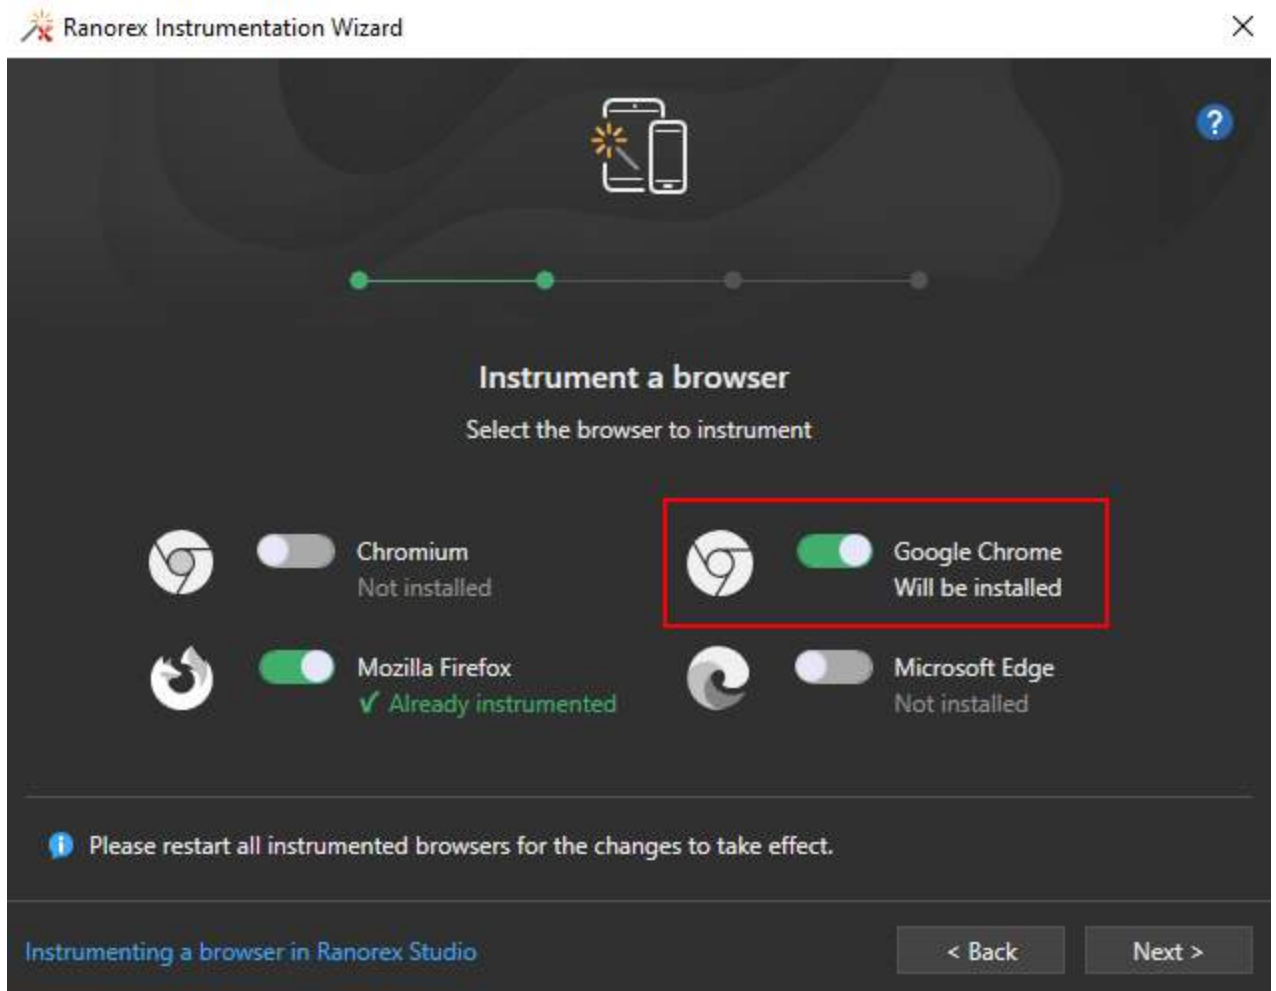 Ranorex Instrumentation Wizard
?
Instrument a browser
Select the browser to instrument
Chromium
Not installed
Google Chrome
Will be installed
Mozilla Firefox
✓ Already instrumented
Microsoft Edge
Not installed
Please restart all instrumented browsers for the changes to take effect.
Instrumenting a browser in Ranorex Studio
< Back
Next >